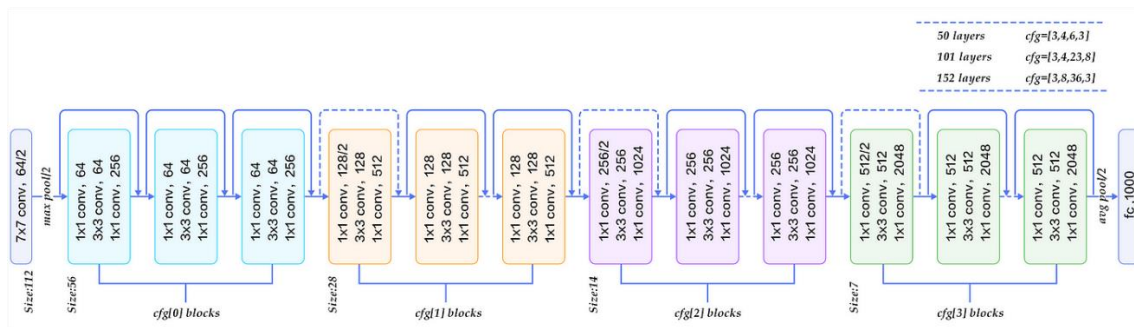 50 layers cfg=[3,4,6,3]
101 layers cfg=[3,4,23,8]
152 layers cfg=[3,8,36,3]
7x7 conv, 64/2
max pool/2
1x1 conv, 64
3x3 conv, 64
1x1 conv, 256
1x1 conv, 64
3x3 conv, 64
1x1 conv, 256
1x1 conv, 64
3x3 conv, 64
1x1 conv, 256
1x1 conv, 128/2
3x3 conv, 128
1x1 conv, 512
1x1 conv, 128
3x3 conv, 128
1x1 conv, 512
1x1 conv, 128
3x3 conv, 128
1x1 conv, 512
1x1 conv, 256/2
3x3 conv, 256
1x1 conv, 1024
1x1 conv, 256
3x3 conv, 256
1x1 conv, 1024
1x1 conv, 256
3x3 conv, 256
1x1 conv, 1024
1x1 conv, 512/2
3x3 conv, 512
1x1 conv, 2048
1x1 conv, 512
3x3 conv, 512
1x1 conv, 2048
1x1 conv, 512
3x3 conv, 512
1x1 conv, 2048
avg pool/2
fc ,1000
Size:112
Size:56
Size:28
Size:14
Size:7
cfg[0] blocks
cfg[1] blocks
cfg[2] blocks
cfg[3] blocks